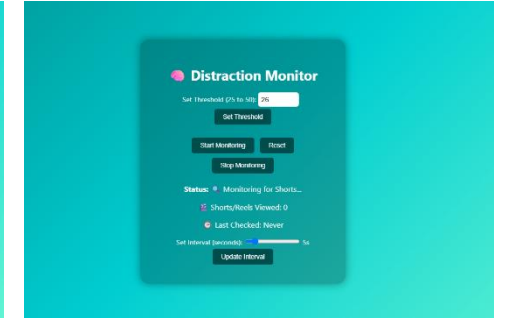 🧠 Distraction Monitor
Set Threshold (25 to 50): 26
Set Threshold
Start Monitoring Reset
Stop Monitoring
Status: 🔍 Monitoring for Shorts...
🎬 Shorts/Reels Viewed: 0
⏰ Last Checked: Never
Set Interval (seconds): 5s
Update Interval